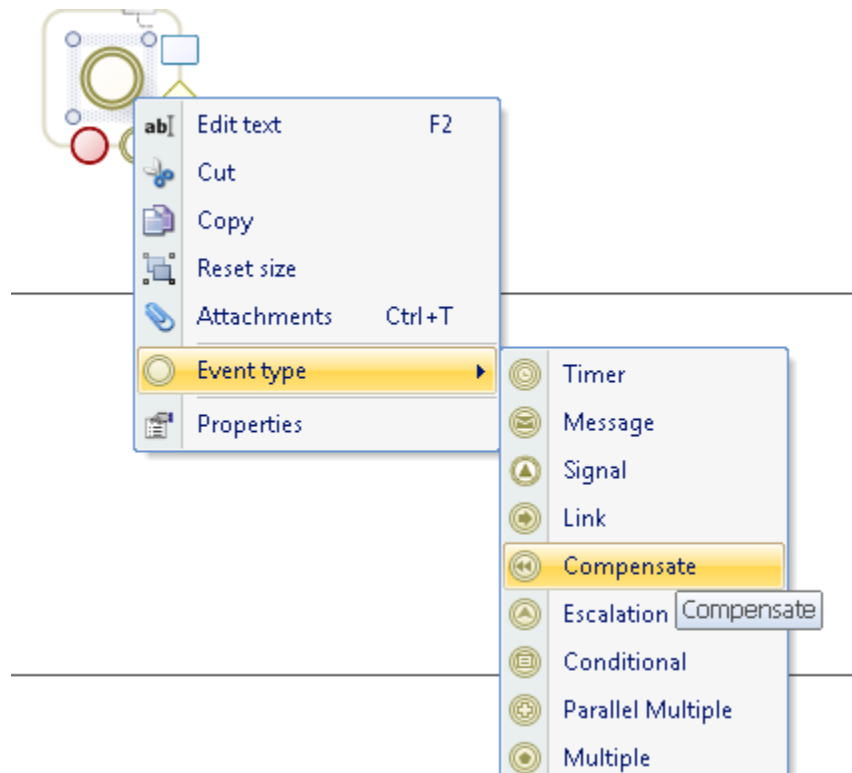 ab
Edit text F2
Cut
Copy
Reset size
Attachments Ctrl+T
Event type
Properties
Timer
Message
Signal
Link
Compensate
Escalation
Compensate
Conditional
Parallel Multiple
Multiple